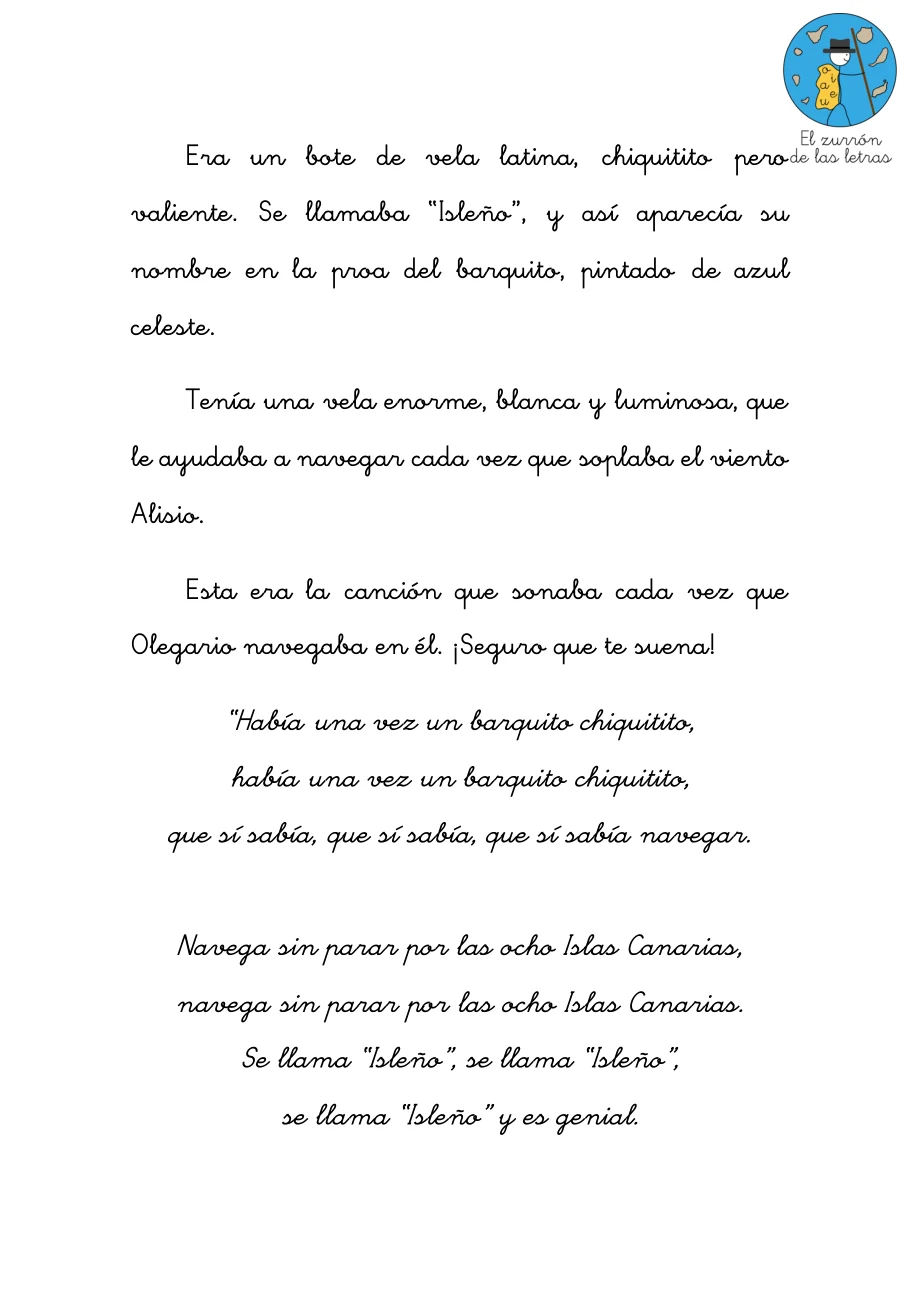 El zurrón
de las letras
Era un bote de vela latina, chiquitito pero
valiente. Se llamaba “Isleño”, y así aparecía su
nombre en la proa del barquito, pintado de azul
celeste.
Tenía una vela enorme, blanca y luminosa, que
le ayudaba a navegar cada vez que soplaba el viento
Alisio.
Esta era la canción que sonaba cada vez que
Olegario navegaba en él. ¡Seguro que te suena!
“Había una vez un barquito chiquitito,
había una vez un barquito chiquitito,
que sí sabía, que sí sabía, que sí sabía navegar.
Navega sin parar por las ocho Islas Canarias,
navega sin parar por las ocho Islas Canarias.
Se llama “Isleño”, se llama “Isleño”,
se llama “Isleño” y es genial.